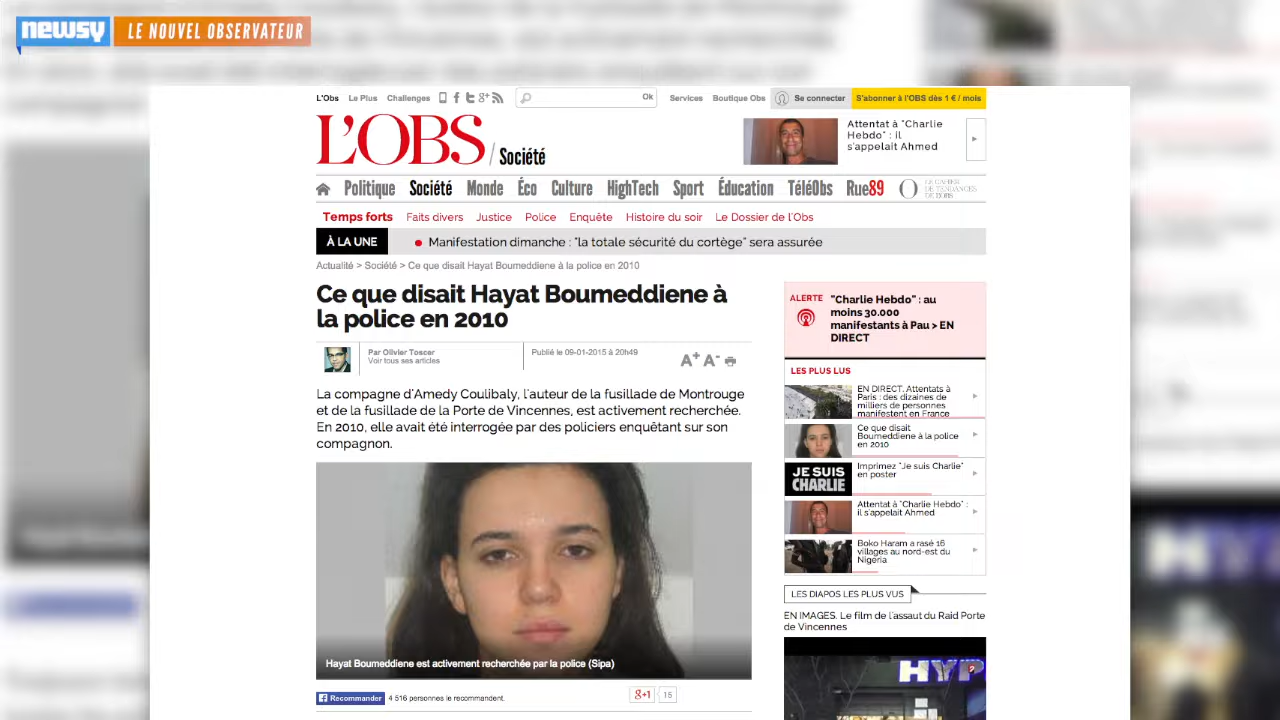 newsy LE NOUVEL OBSERVATEUR
L'Obs Le Plus Challenges Ok Services Boutique Obs Se connecter S'abonner à l'OBS dès 1 € / mois
L'OBS / Société
Attentat à "Charlie
Hebdo" : il
s'appelait Ahmed
Politique Société Monde Éco Culture HighTech Sport Éducation TéléObs Rue89 O LE CAHIER
DE TENDANCES
DE L'OBS
Temps forts Faits divers Justice Police Enquête Histoire du soir Le Dossier de l'Obs
À LA UNE Manifestation dimanche : "la totale sécurité du cortège" sera assurée
Actualité > Société > Ce que disait Hayat Boumeddiene à la police en 2010
Ce que disait Hayat Boumeddiene à
la police en 2010
Par Olivier Toscer
Voir tous ses articles
Publié le 09-01-2015 à 20h49
A+ A-
La compagne d'Amedy Coulibaly, l'auteur de la fusillade de Montrouge
et de la fusillade de la Porte de Vincennes, est activement recherchée.
En 2010, elle avait été interrogée par des policiers enquêtant sur son
compagnon.
Hayat Boumeddiene est activement recherchée par la police (Sipa)
Recommander 4 516 personnes le recommandent.
g+1 15
ALERTE
"Charlie Hebdo" : au
moins 30.000
manifestants à Pau > EN
DIRECT
LES PLUS LUS
EN DIRECT. Attentats à
Paris : des dizaines de
milliers de personnes
manifestent en France
Ce que disait
Boumeddiene à la police
en 2010
JE SUIS
CHARLIE
Imprimez "Je suis Charlie"
en poster
Attentat à "Charlie Hebdo" :
il s'appelait Ahmed
Boko Haram a rasé 16
villages au nord-est du
Nigeria
LES DIAPOS LES PLUS VUS
EN IMAGES. Le film de l'assaut du Raid Porte
de Vincennes
HYP